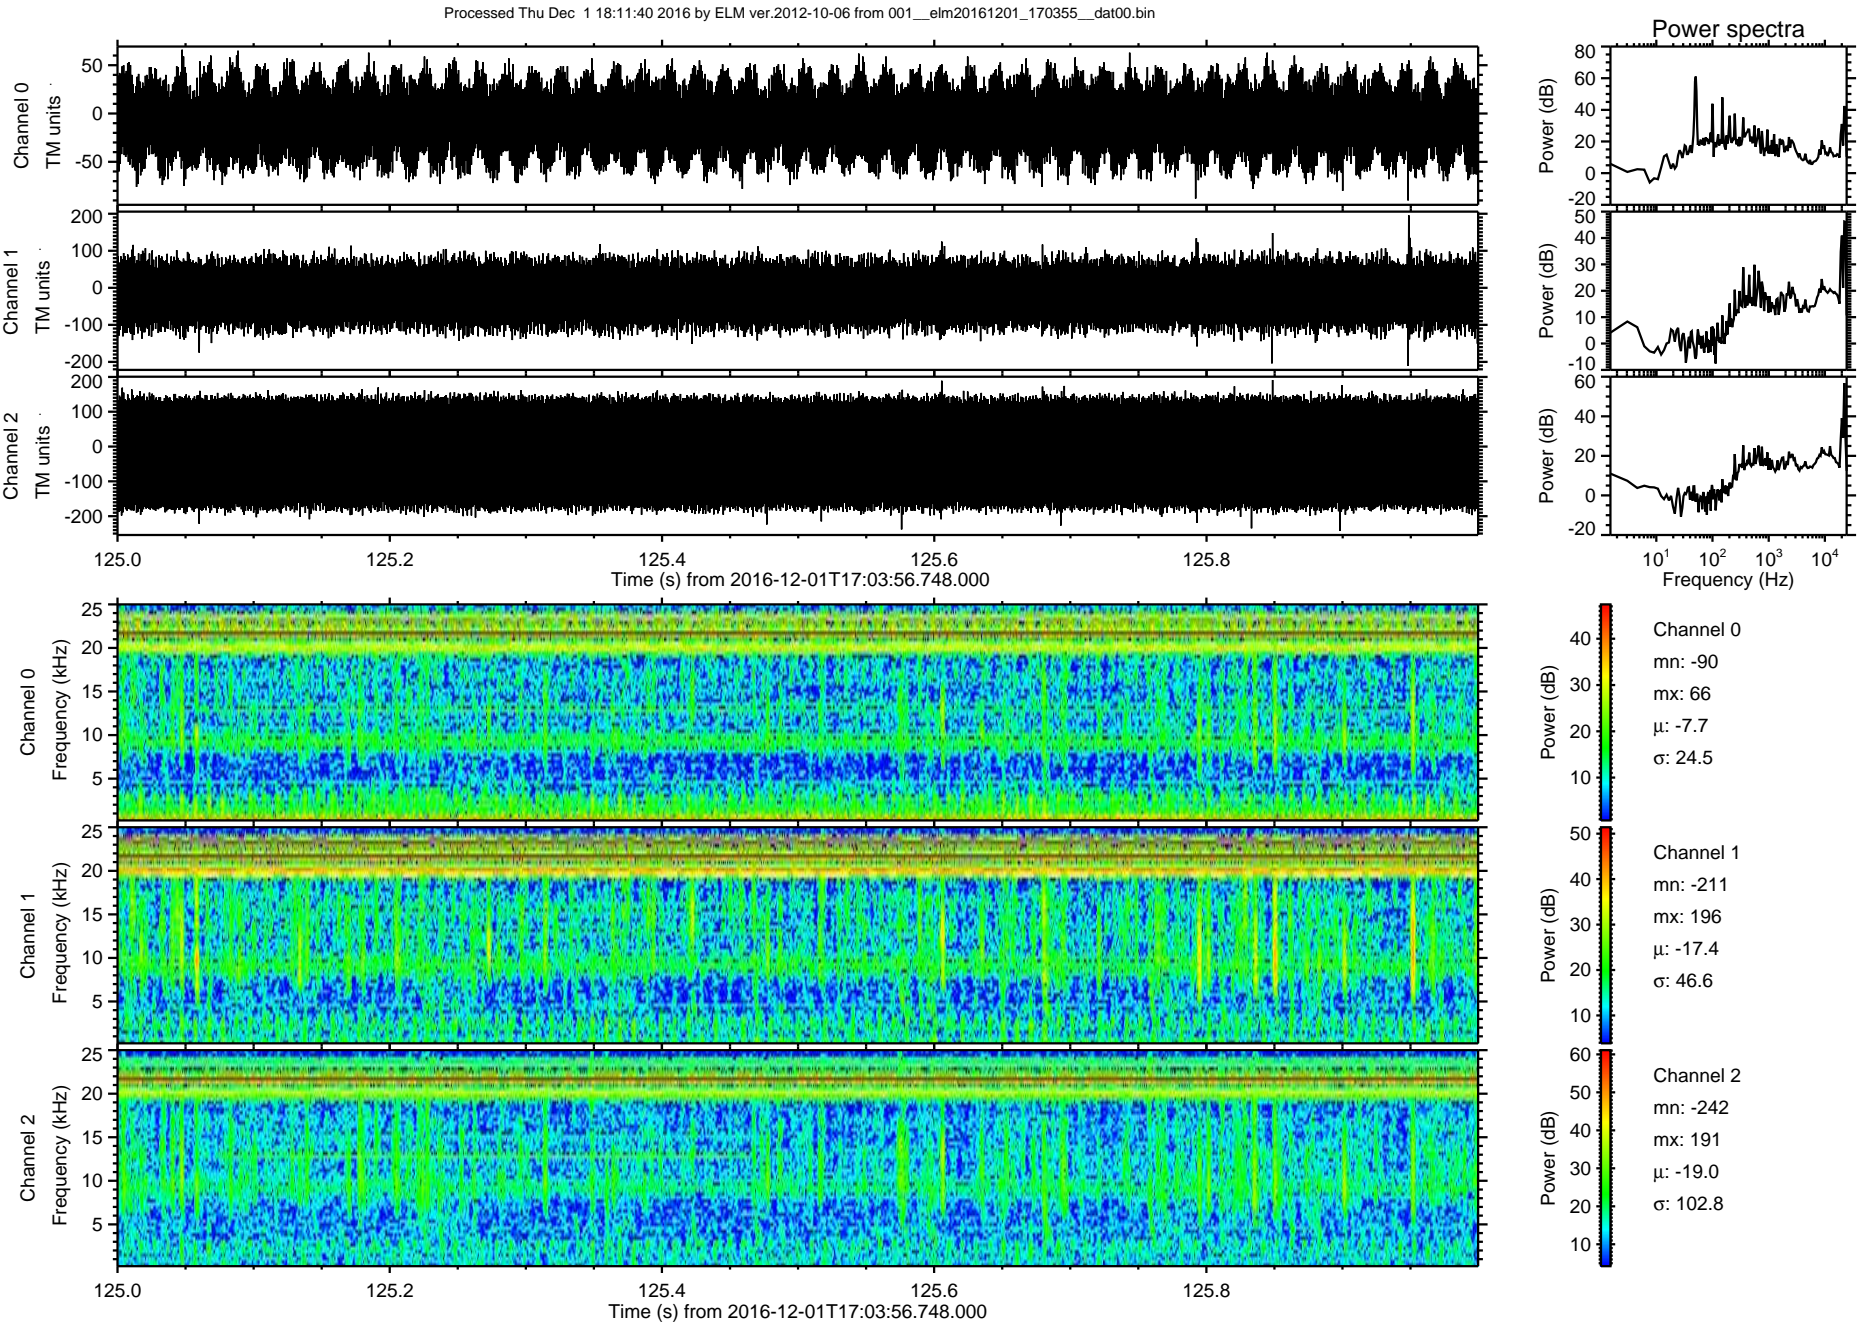 Processed Thu Dec  1 18:11:40 2016 by ELM ver.2012-10-06 from 001__elm20161201_170355__dat00.bin
Power spectra
Channel 0
TM units
50
0
-50
Power (dB)
80
60
40
20
0
-20
Channel 1
TM units
200
100
0
-100
-200
Power (dB)
50
40
30
20
10
0
-10
Channel 2
TM units
200
100
0
-100
-200
Power (dB)
60
40
20
0
-20
125.0 125.2 125.4 125.6 125.8
Time (s) from 2016-12-01T17:03:56.748.000
10¹ 10² 10³ 10⁴
Frequency (Hz)
Channel 0
Frequency (kHz)
25
20
15
10
5
Power (dB)
40
30
20
10
Channel 0
mn: -90
mx: 66
μ: -7.7
σ: 24.5
Channel 1
Frequency (kHz)
25
20
15
10
5
Power (dB)
50
40
30
20
10
Channel 1
mn: -211
mx: 196
μ: -17.4
σ: 46.6
Channel 2
Frequency (kHz)
25
20
15
10
5
Power (dB)
60
50
40
30
20
10
Channel 2
mn: -242
mx: 191
μ: -19.0
σ: 102.8
125.0 125.2 125.4 125.6 125.8
Time (s) from 2016-12-01T17:03:56.748.000